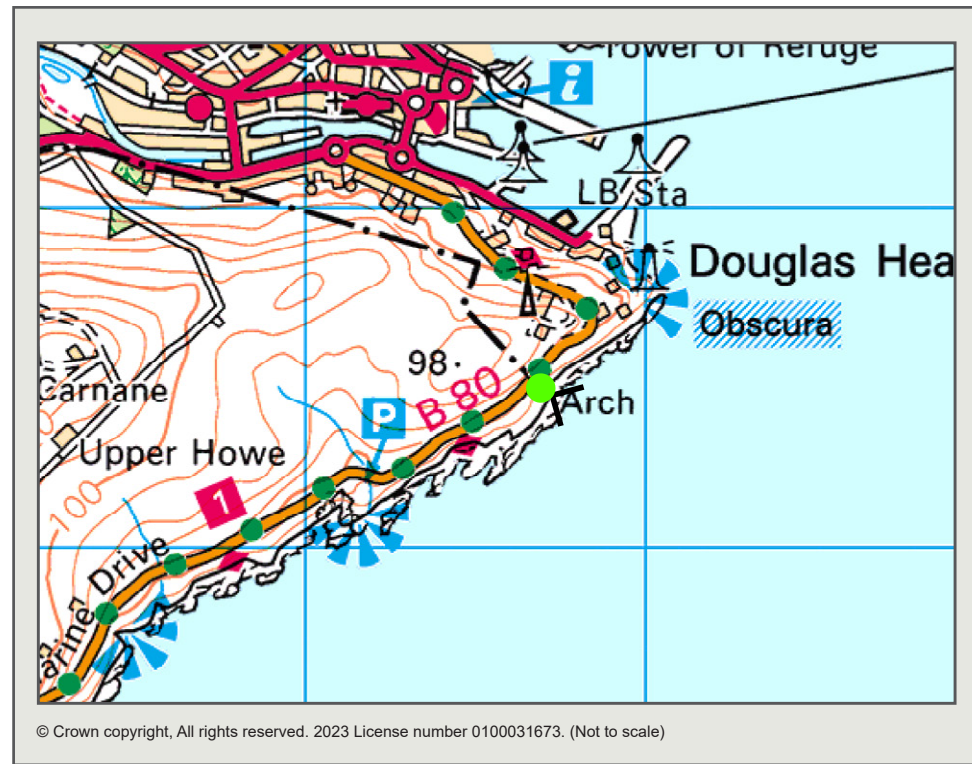 Tower of Refuge
i
LB Sta
Douglas Hea
Obscura
98
Carnane
B 80
Arch
P
Upper Howe
1
100
arine Drive
© Crown copyright, All rights reserved. 2023 License number 0100031673. (Not to scale)